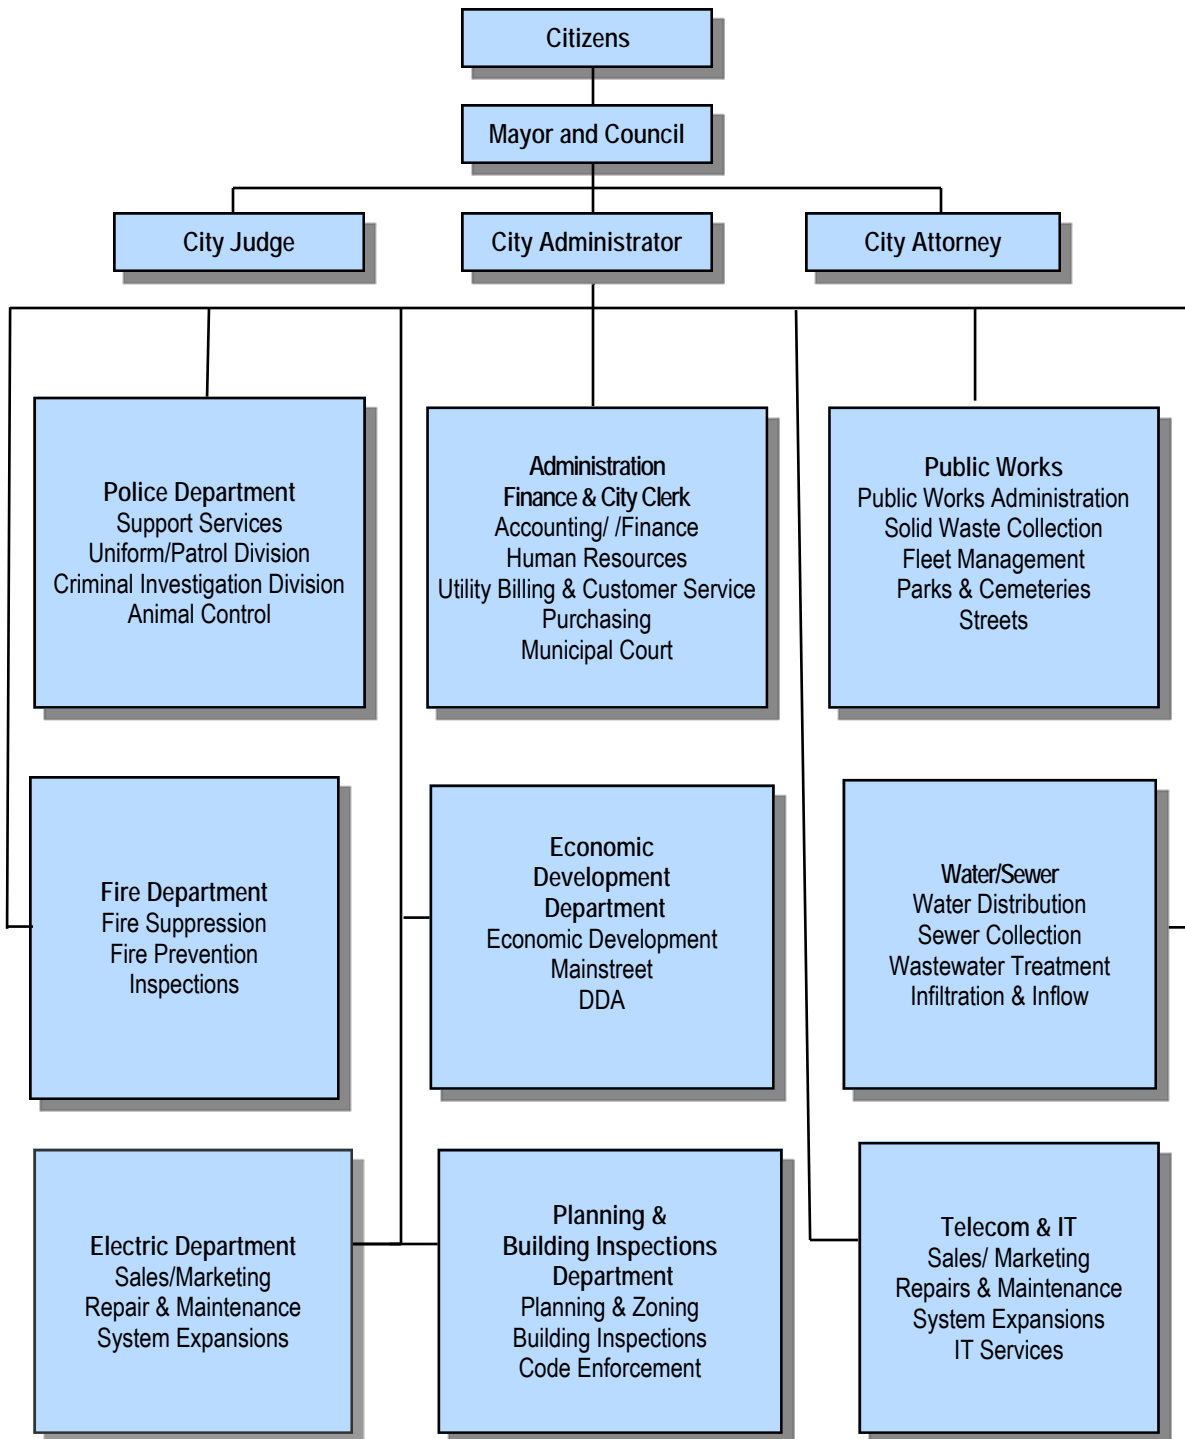 Citizens
Mayor and Council
City Judge
City Administrator
City Attorney
Police Department
Support Services
Uniform/Patrol Division
Criminal Investigation Division
Animal Control
Administration
Finance & City Clerk
Accounting/ /Finance
Human Resources
Utility Billing & Customer Service
Purchasing
Municipal Court
Public Works
Public Works Administration
Solid Waste Collection
Fleet Management
Parks & Cemeteries
Streets
Fire Department
Fire Suppression
Fire Prevention
Inspections
Economic
Development
Department
Economic Development
Mainstreet
DDA
Water/Sewer
Water Distribution
Sewer Collection
Wastewater Treatment
Infiltration & Inflow
Electric Department
Sales/Marketing
Repair & Maintenance
System Expansions
Planning &
Building Inspections
Department
Planning & Zoning
Building Inspections
Code Enforcement
Telecom & IT
Sales/ Marketing
Repairs & Maintenance
System Expansions
IT Services